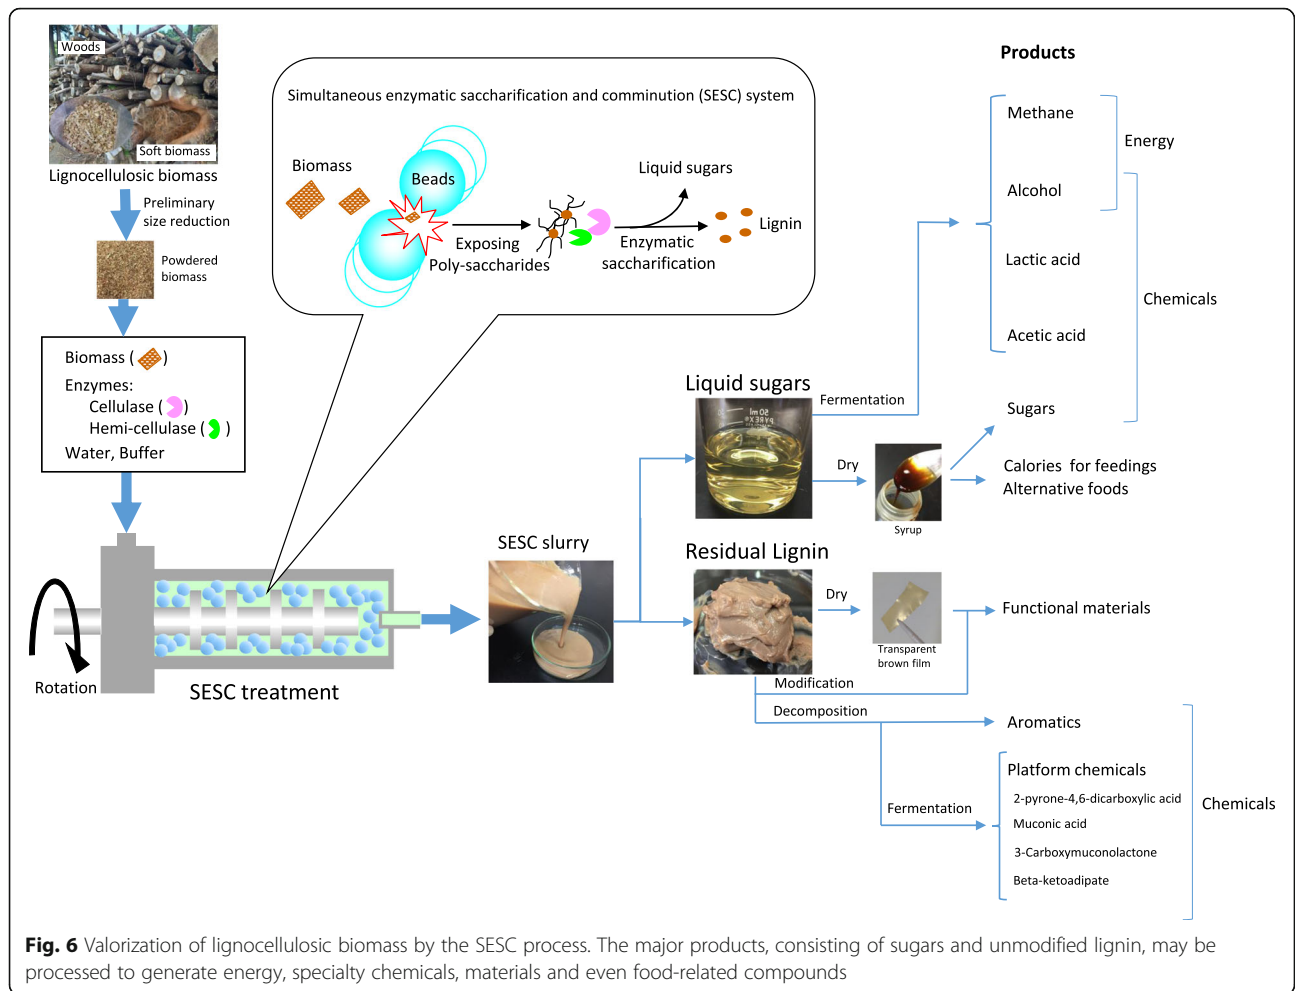 Woods
Soft biomass
Lignocellulosic biomass
Preliminary
size reduction
Powdered
biomass
Biomass ( )
Enzymes:
Cellulase ( )
Hemi-cellulase ( )
Water, Buffer
Rotation
SESC treatment
Simultaneous enzymatic saccharification and comminution (SESC) system
Biomass
Beads
Exposing
Poly-saccharides
Liquid sugars
Enzymatic
saccharification
Lignin
SESC slurry
Liquid sugars
50 ml
PYREX®
Fermentation
Dry
Syrup
Residual Lignin
Dry
Transparent
brown film
Modification
Decomposition
Fermentation
Products
Methane
Alcohol
Lactic acid
Acetic acid
Energy
Chemicals
Sugars
Calories for feedings
Alternative foods
Functional materials
Aromatics
Platform chemicals
2-pyrone-4,6-dicarboxylic acid
Muconic acid
3-Carboxymuconolactone
Beta-ketoadipate
Chemicals
Fig. 6 Valorization of lignocellulosic biomass by the SESC process. The major products, consisting of sugars and unmodified lignin, may be
processed to generate energy, specialty chemicals, materials and even food-related compounds